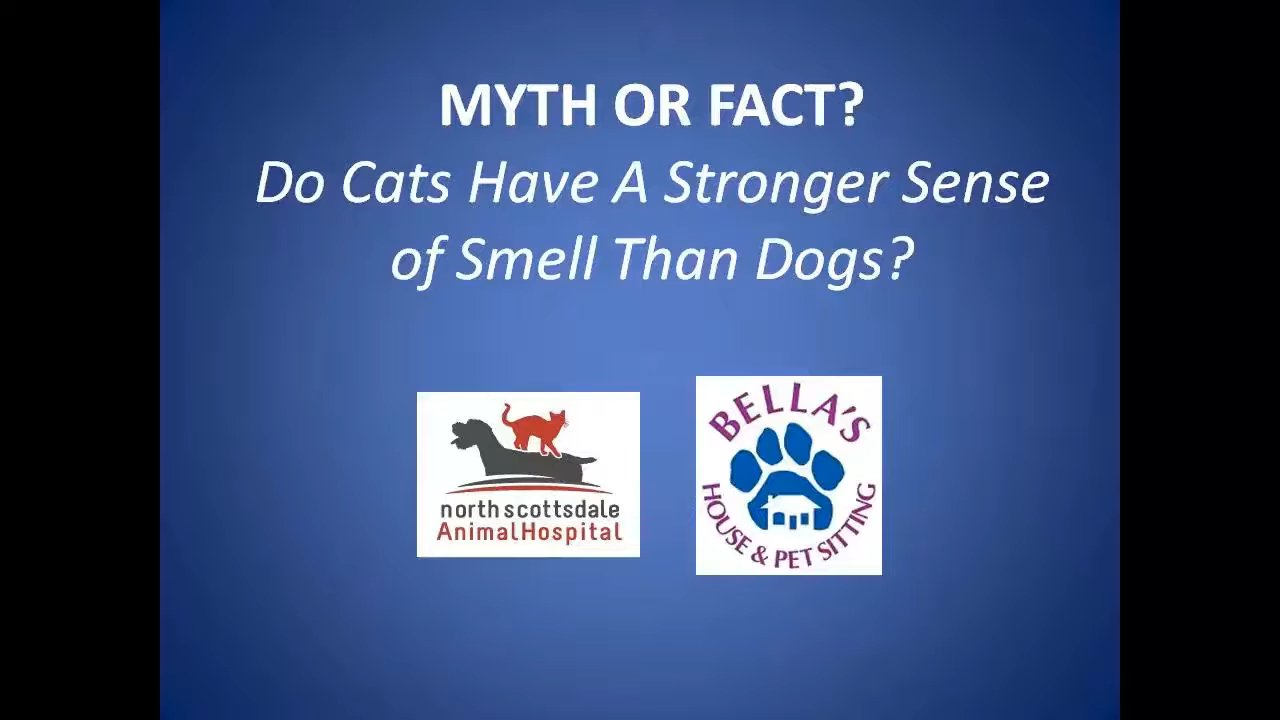 MYTH OR FACT?
Do Cats Have A Stronger Sense
of Smell Than Dogs?
north scottsdale
AnimalHospital
BELLA'S
HOUSE & PET SITTING